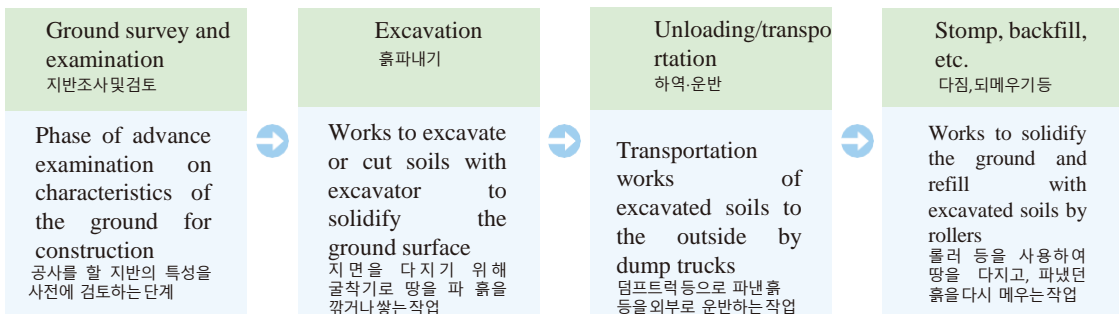 Ground survey and
examination
지반조사및검토
Phase of advance
examination on
characteristics of
the ground for
construction
공사를 할 지반의 특성을
사전에 검토하는단계
Excavation
흙파내기
Works to excavate
or cut soils with
excavator to
solidify the
ground surface
지면을 다지기 위해
굴착기로 땅을 파 흙을
깎거나쌓는작업
Unloading/transpo
rtation
하역·운반
Transportation
works of
excavated soils to
the outside by
dump trucks
덤프트럭등으로 파낸흙
등을외부로 운반하는작업
Stomp, backfill,
etc.
다짐,되메우기등
Works to solidify
the ground and
refill with
excavated soils by
rollers
롤러 등을 사용하여
땅을 다지고, 파냈던
흙을다시 메우는작업